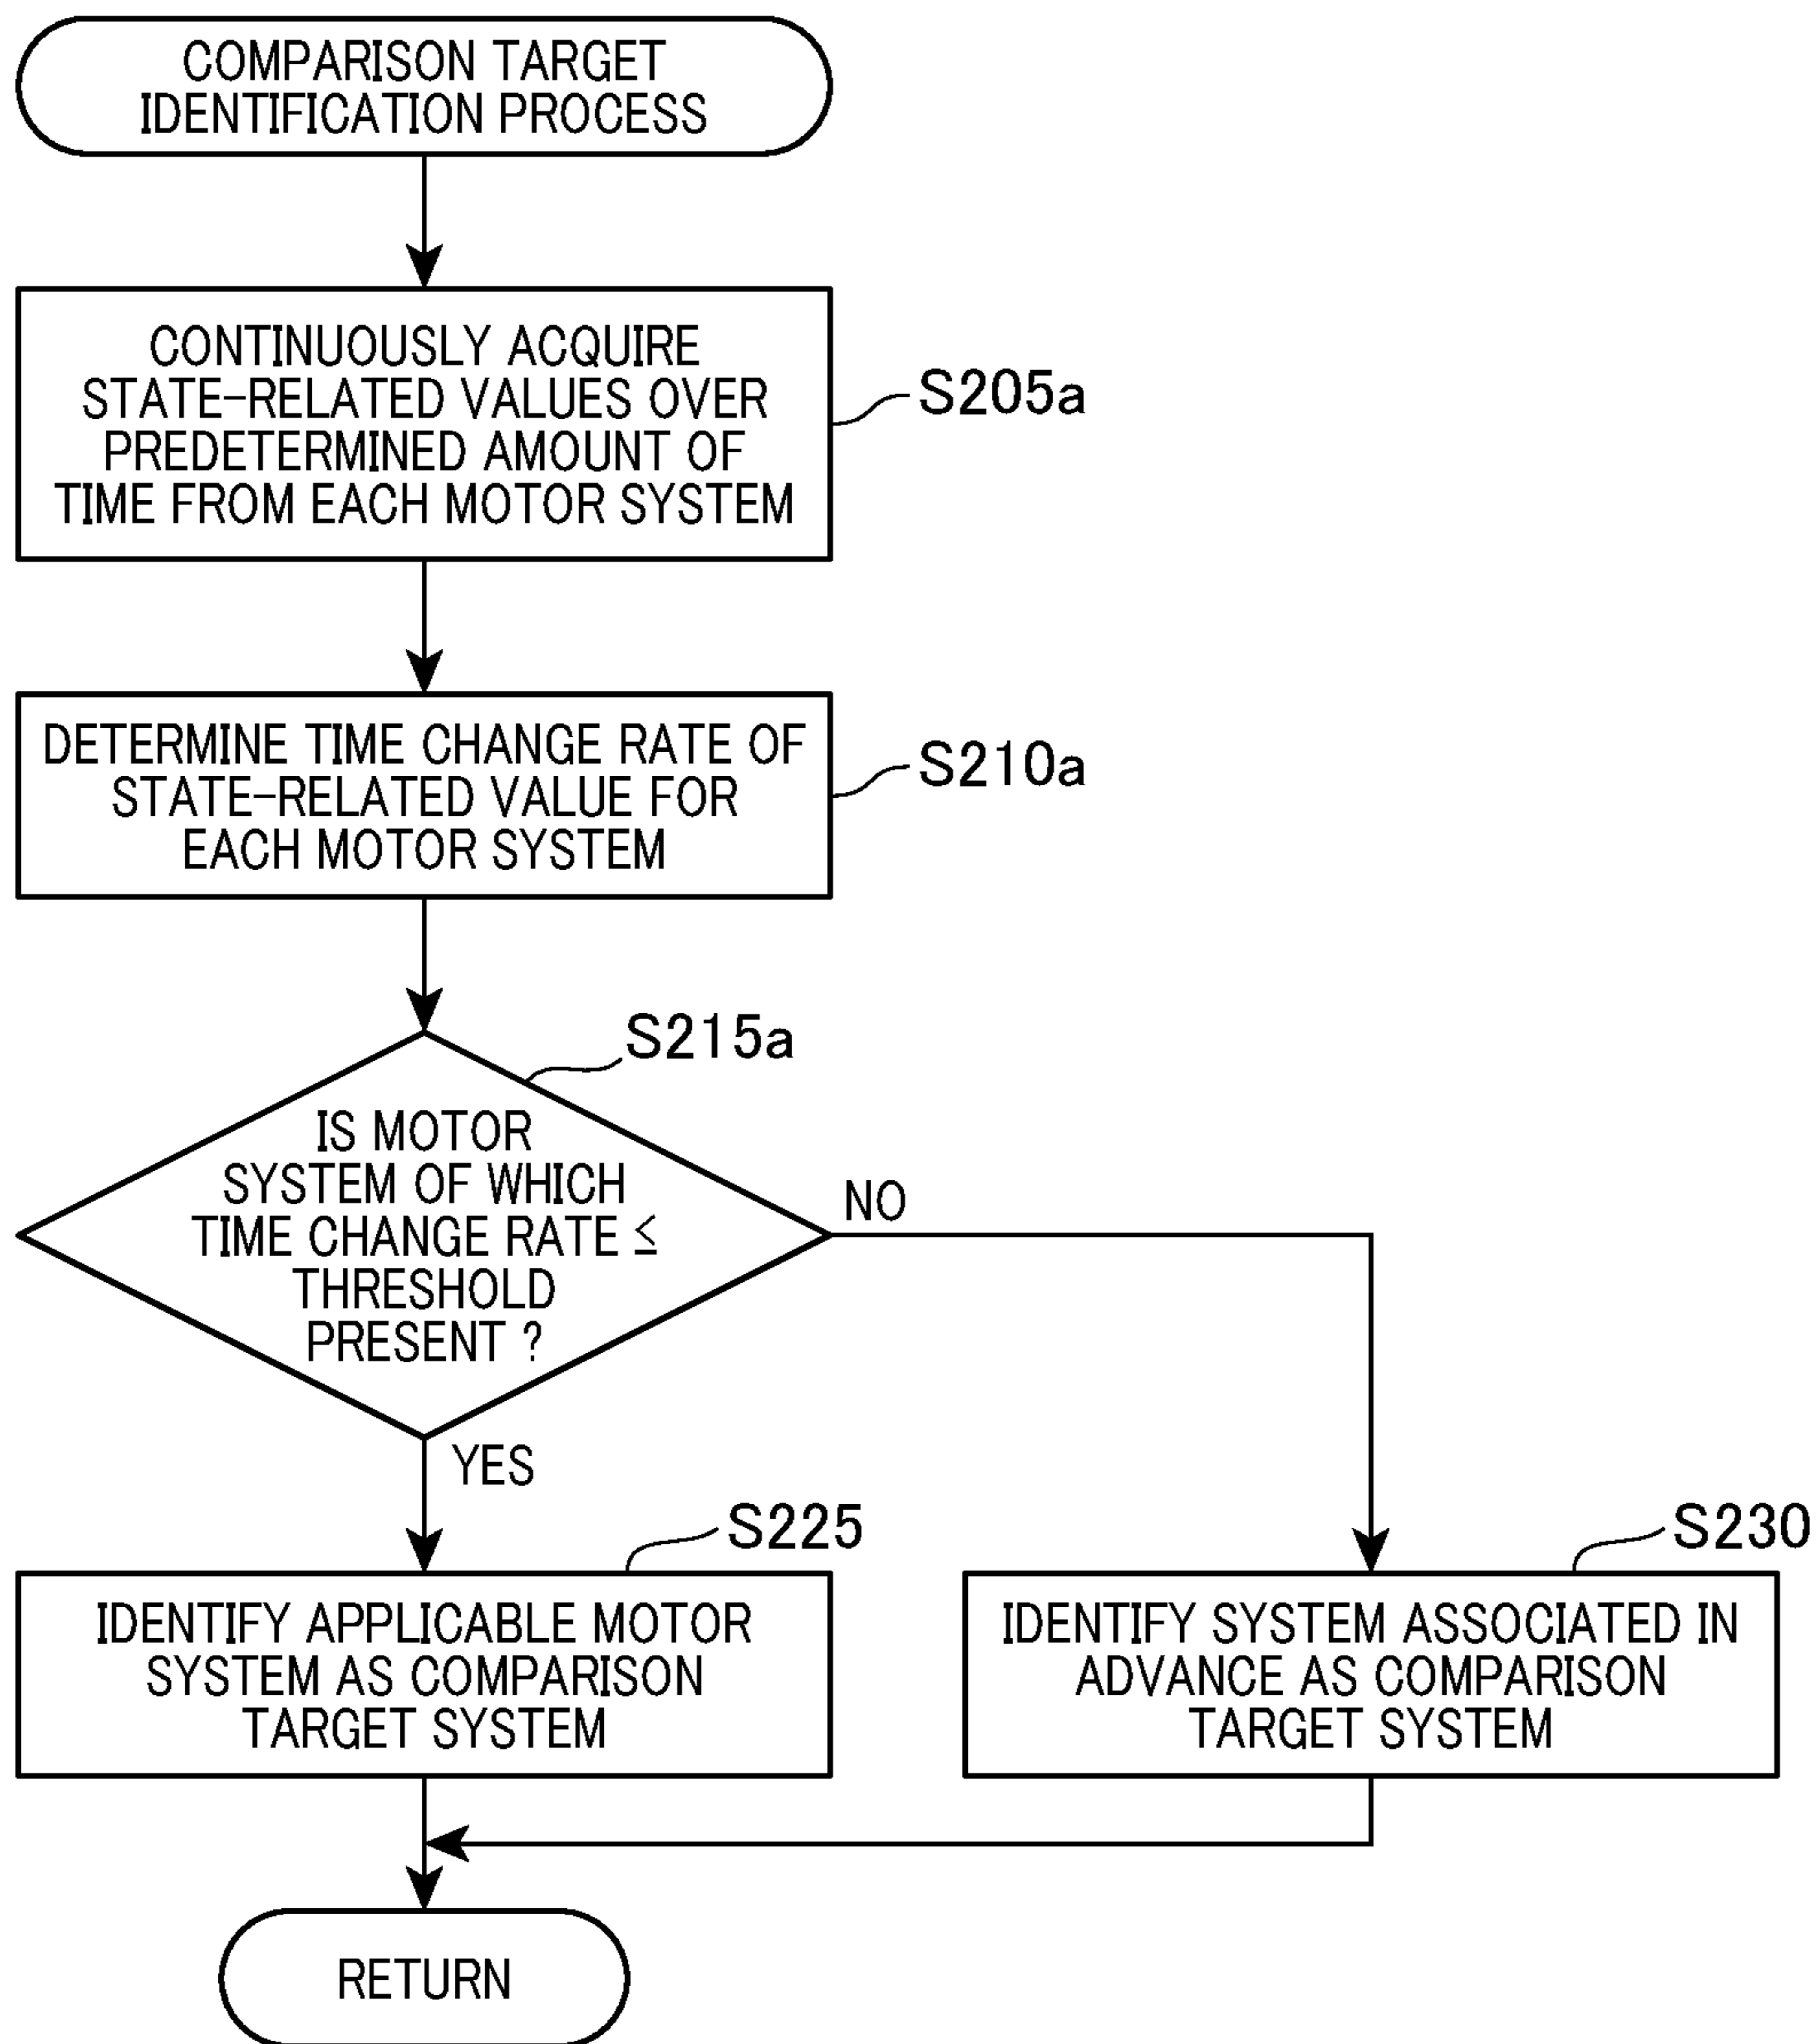 COMPARISON TARGET
IDENTIFICATION PROCESS
CONTINUOUSLY ACQUIRE
STATE-RELATED VALUES OVER
PREDETERMINED AMOUNT OF
TIME FROM EACH MOTOR SYSTEM
S205a
DETERMINE TIME CHANGE RATE OF
STATE-RELATED VALUE FOR
EACH MOTOR SYSTEM
S210a
S215a
IS MOTOR
SYSTEM OF WHICH
TIME CHANGE RATE ≤
THRESHOLD
PRESENT ?
NO
YES
S225
IDENTIFY APPLICABLE MOTOR
SYSTEM AS COMPARISON
TARGET SYSTEM
S230
IDENTIFY SYSTEM ASSOCIATED IN
ADVANCE AS COMPARISON
TARGET SYSTEM
RETURN